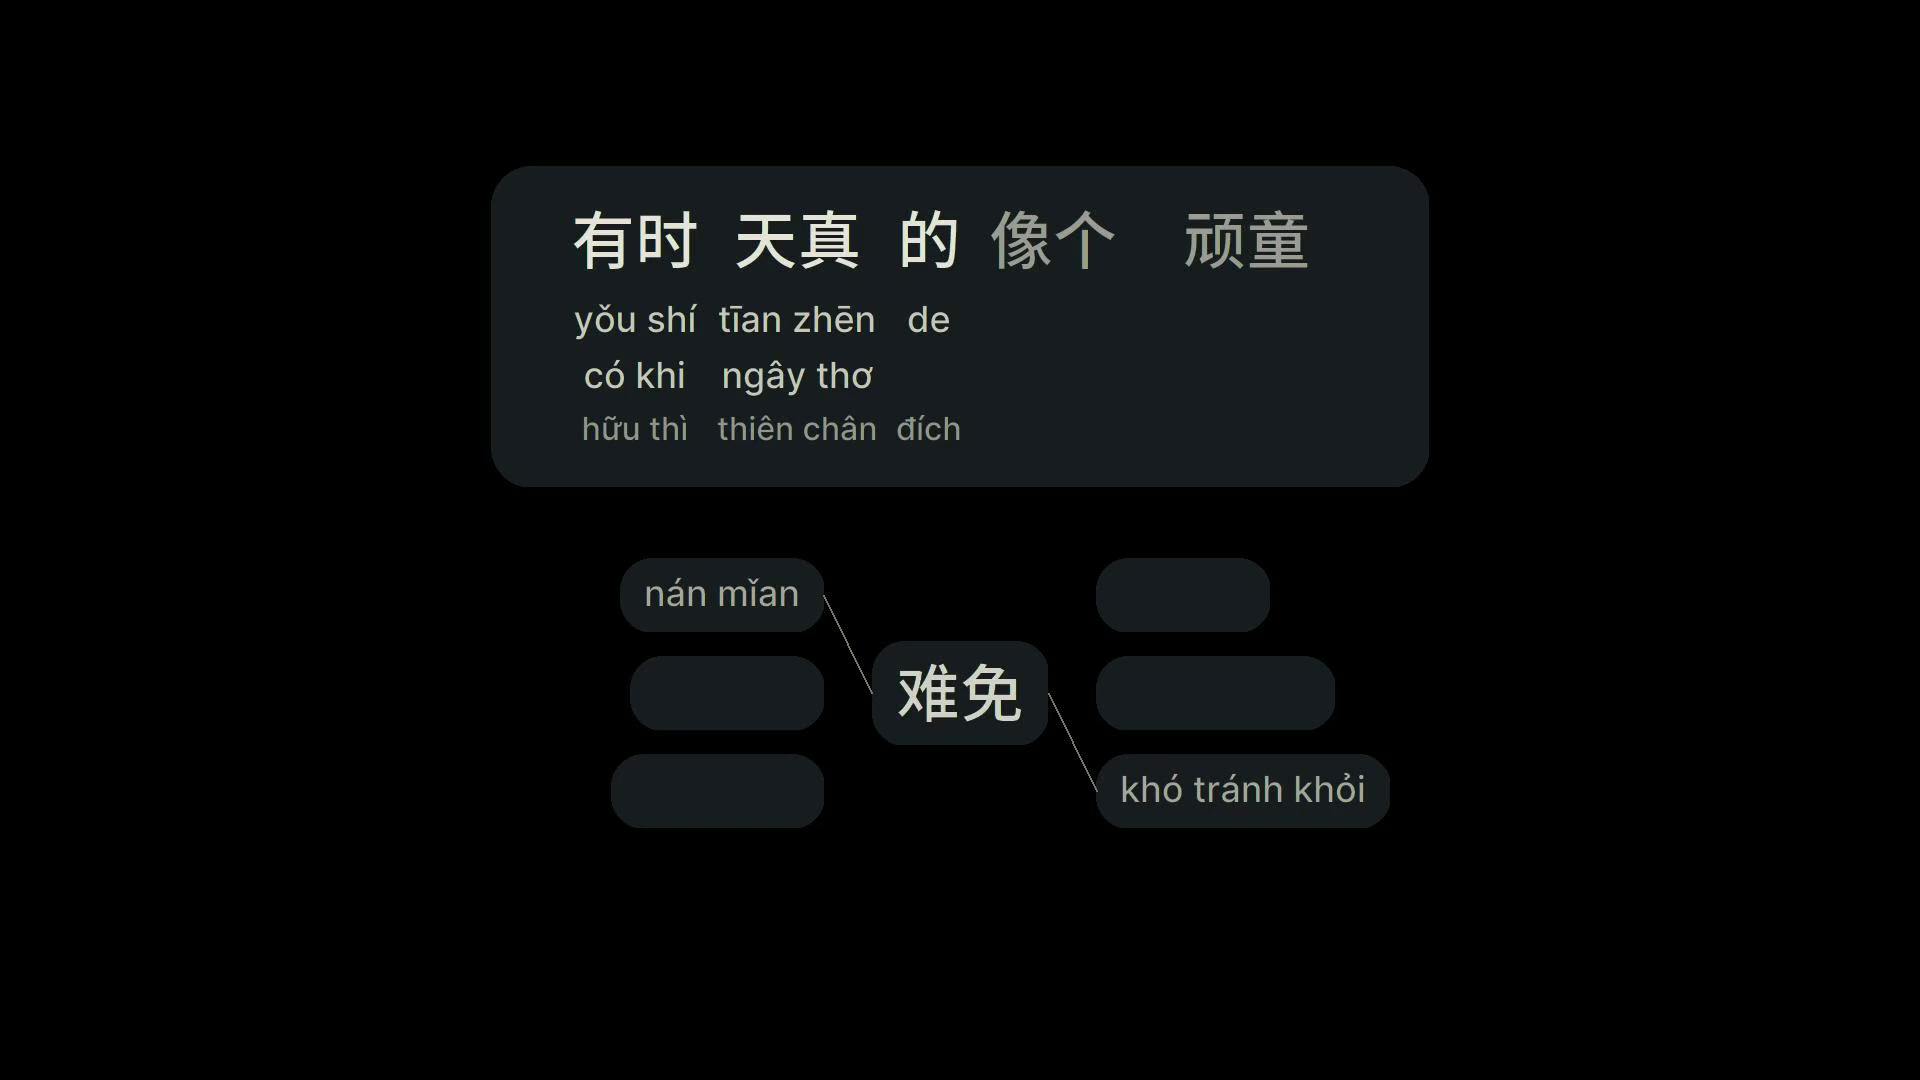 有时 天真 的 像个 顽童
yǒu shí tīan zhēn de
có khi ngây thơ
hữu thì thiên chân đích
nán mǐan
难免
khó tránh khỏi